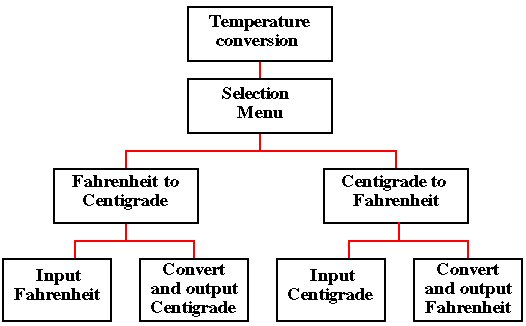 Temperature
conversion
Selection
Menu
Fahrenheit to
Centigrade
Centigrade to
Fahrenheit
Input
Fahrenheit
Convert
and output
Centigrade
Input
Centigrade
Convert
and output
Fahrenheit